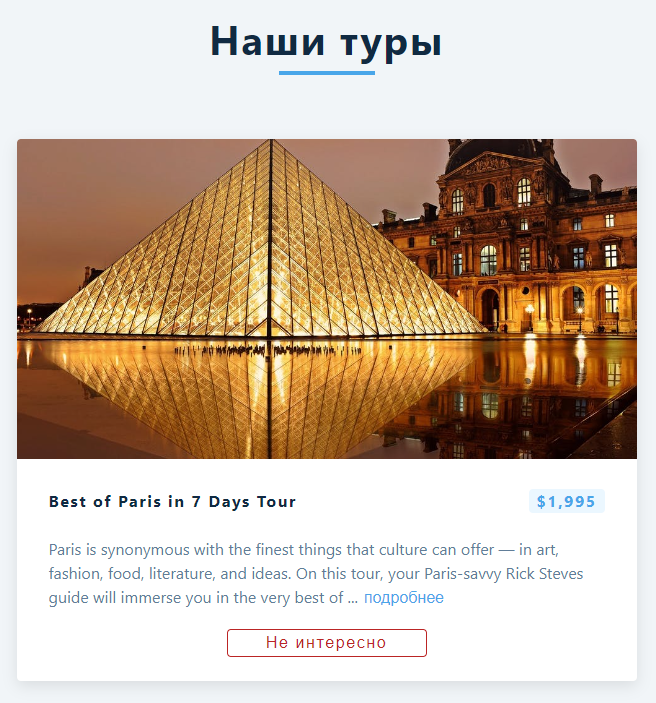 Наши туры
Best of Paris in 7 Days Tour
$1,995
Paris is synonymous with the finest things that culture can offer — in art,
fashion, food, literature, and ideas. On this tour, your Paris-savvy Rick Steves
guide will immerse you in the very best of ... подробнее
Не интересно